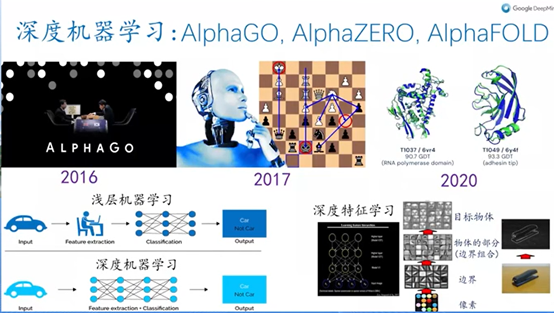 Google DeepMind
深度机器学习:AlphaGO, AlphaZERO, AlphaFOLD
ALPHAGO
T1037 / 6vr4
90.7 GDT
(RNA polymerase domain)
T1049 / 6y4f
93.3 GDT
(adhesin tip)
2016
2017
2020
浅层机器学习
Car
Not Car
Input
Feature extraction
Classification
Output
深度机器学习
Car
Not Car
Input
Feature extraction + Classification
Output
深度特征学习
目标物体
物体的部分
(边界组合)
边界
像素